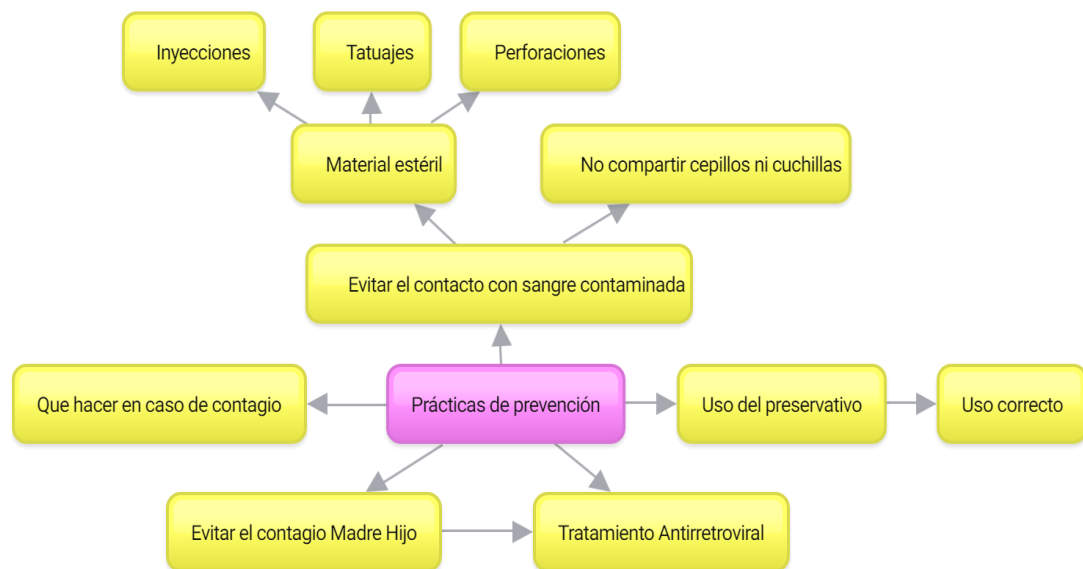 Inyecciones
Tatuajes
Perforaciones
Material estéril
No compartir cepillos ni cuchillas
Evitar el contacto con sangre contaminada
Que hacer en caso de contagio
Prácticas de prevención
Uso del preservativo
Uso correcto
Evitar el contagio Madre Hijo
Tratamiento Antirretroviral